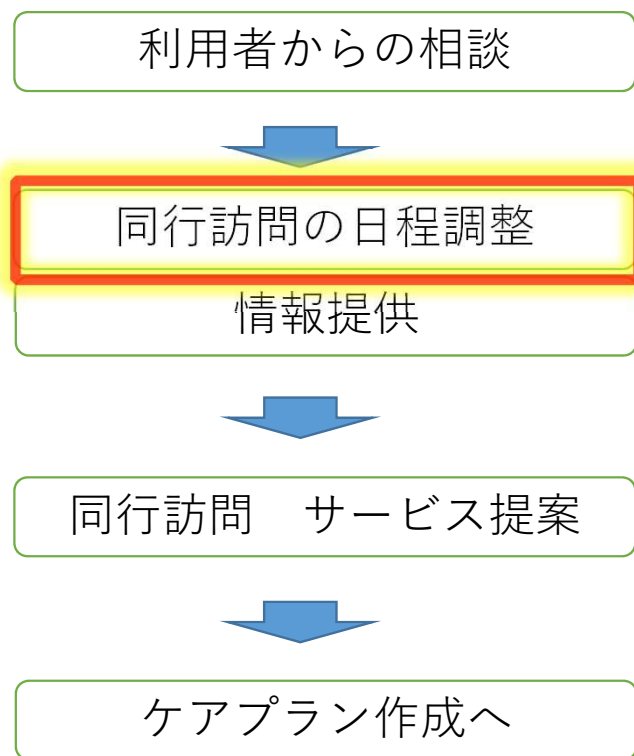 利用者からの相談
同行訪問の日程調整
情報提供
同行訪問　サービス提案
ケアプラン作成へ